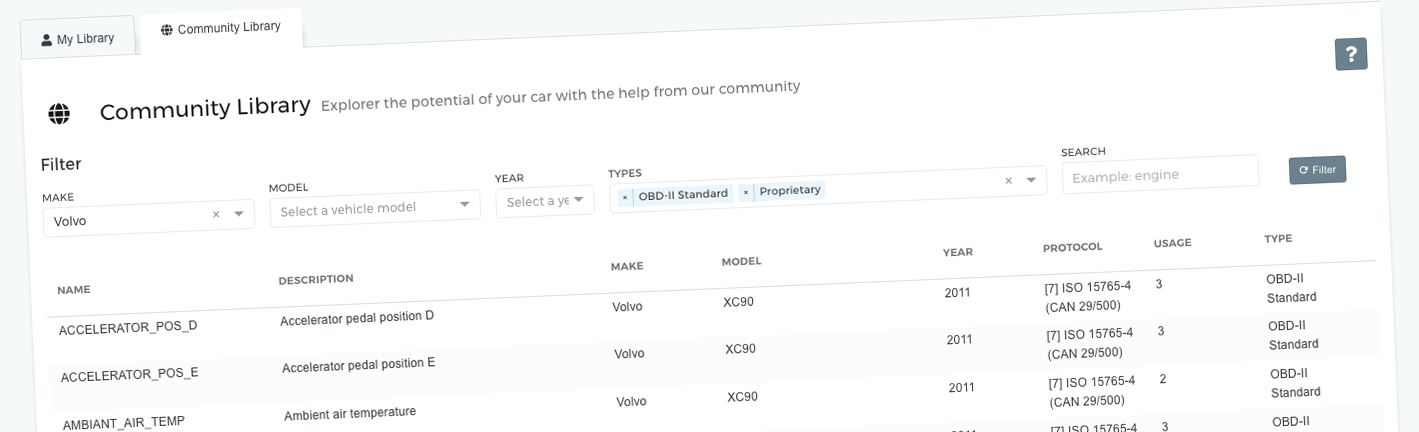 My Library
Community Library
?
Community Library Explorer the potential of your car with the help from our community
Filter
MAKE MODEL YEAR TYPES SEARCH
Volvo × Select a vehicle model Select a ye × OBD-II Standard × Proprietary × Example: engine Filter
NAME DESCRIPTION MAKE MODEL YEAR PROTOCOL USAGE TYPE
ACCELERATOR_POS_D Accelerator pedal position D Volvo XC90 2011 [7] ISO 15765-4 3 OBD-II
(CAN 29/500) Standard
ACCELERATOR_POS_E Accelerator pedal position E Volvo XC90 2011 [7] ISO 15765-4 3 OBD-II
(CAN 29/500) Standard
AMBIANT_AIR_TEMP Ambient air temperature Volvo XC90 2011 [7] ISO 15765-4 2 OBD-II
(CAN 29/500) Standard
2011 [7] ISO 15765-4 3 OBD-II